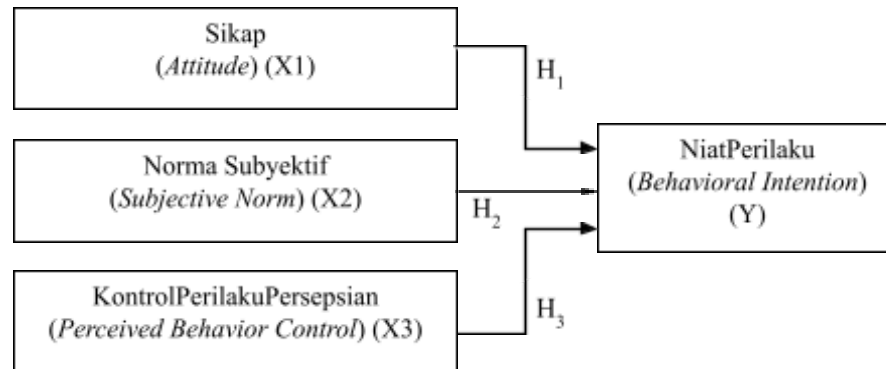 Sikap
(Attitude) (X1)
H1
Norma Subyektif
(Subjective Norm) (X2)
H2
NiatPerilaku
(Behavioral Intention)
(Y)
KontrolPerilakuPersepsian
(Perceived Behavior Control) (X3)
H3